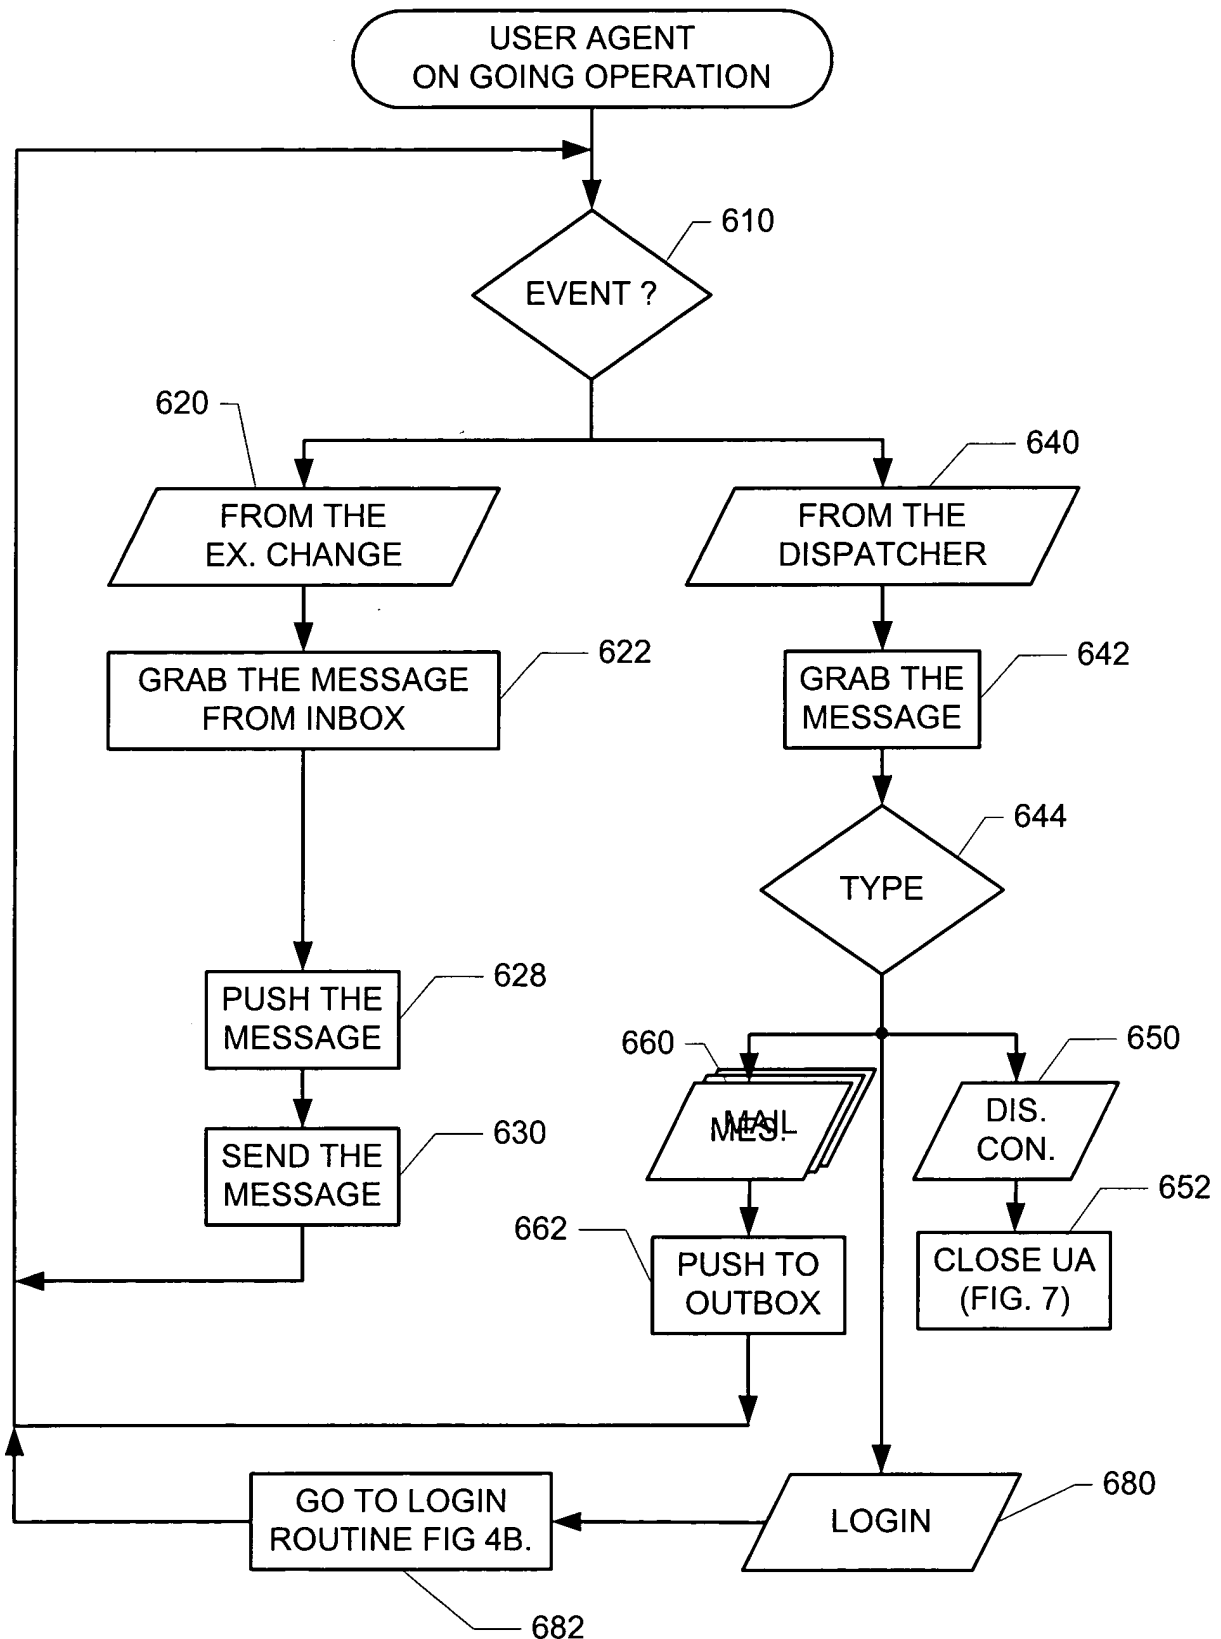 USER AGENT
ON GOING OPERATION
610
EVENT ?
620
FROM THE
EX. CHANGE
640
FROM THE
DISPATCHER
622
GRAB THE MESSAGE
FROM INBOX
642
GRAB THE
MESSAGE
644
TYPE
628
PUSH THE
MESSAGE
630
SEND THE
MESSAGE
660
MAIL
MES.
650
DIS.
CON.
662
PUSH TO
OUTBOX
652
CLOSE UA
(FIG. 7)
680
LOGIN
GO TO LOGIN
ROUTINE FIG 4B.
682